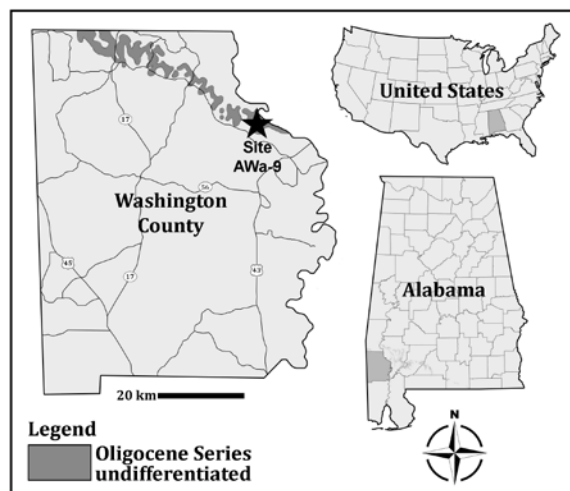 17
Site
AWa-9
56
Washington
County
45
17
43
20 km
Legend
Oligocene Series
undifferentiated
United States
Alabama
N